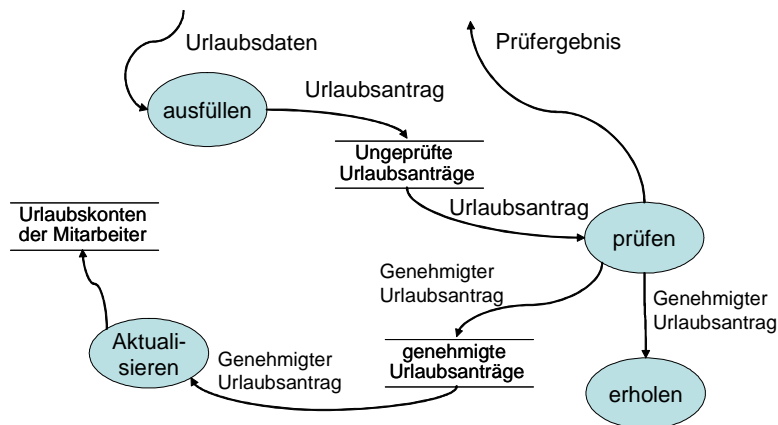 Urlaubsdaten
Prüfergebnis
ausfüllen
Urlaubsantrag
Ungeprüfte
Urlaubsanträge
Urlaubsantrag
prüfen
Urlaubskonten
der Mitarbeiter
Genehmigter
Urlaubsantrag
Genehmigter
Urlaubsantrag
Aktuali-
sieren
Genehmigter
Urlaubsantrag
genehmigte
Urlaubsanträge
erholen